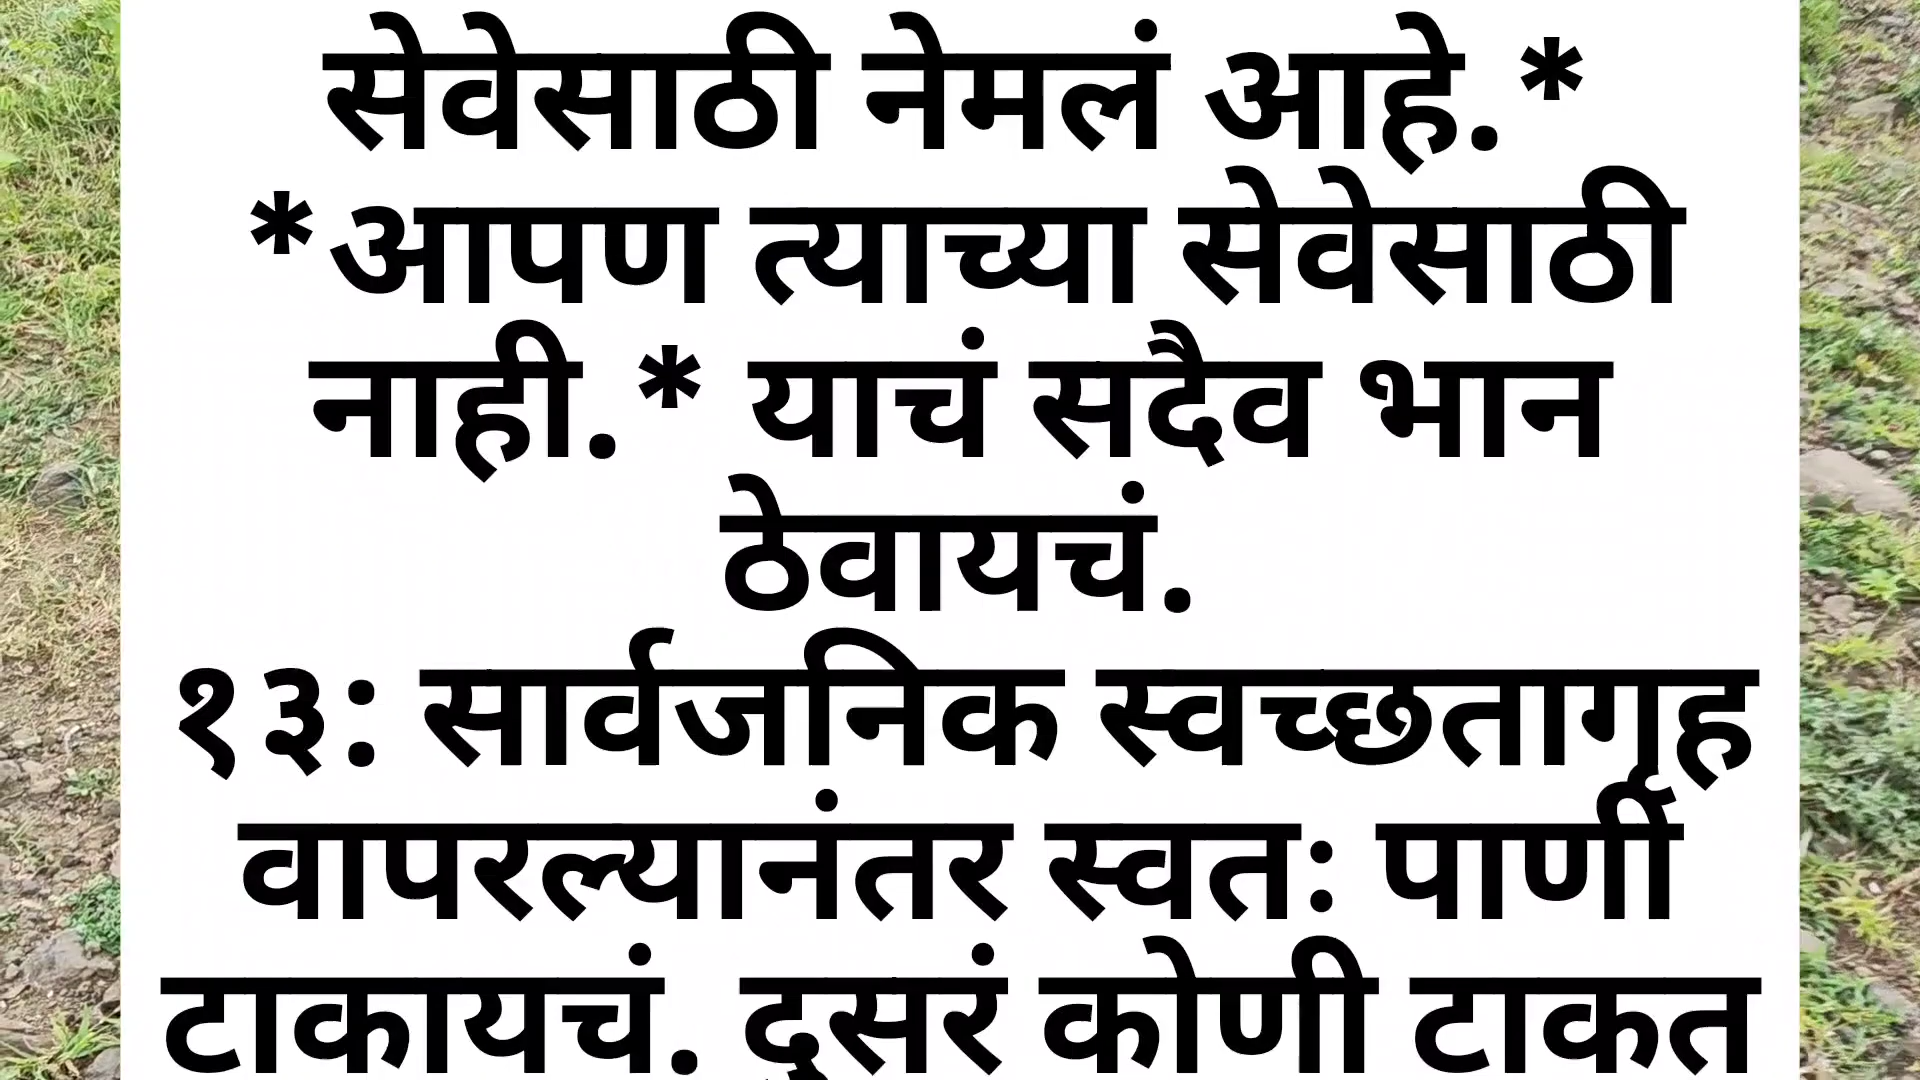 सेवेसाठी नेमलं आहे.*
*आपण त्याच्या सेवेसाठी
नाही.* याचं सदैव भान
ठेवायचं.
१३: सार्वजनिक स्वच्छतागृह
वापरल्यानंतर स्वतः पाणी
टाकायचं. दुसरं कोणी टाकत